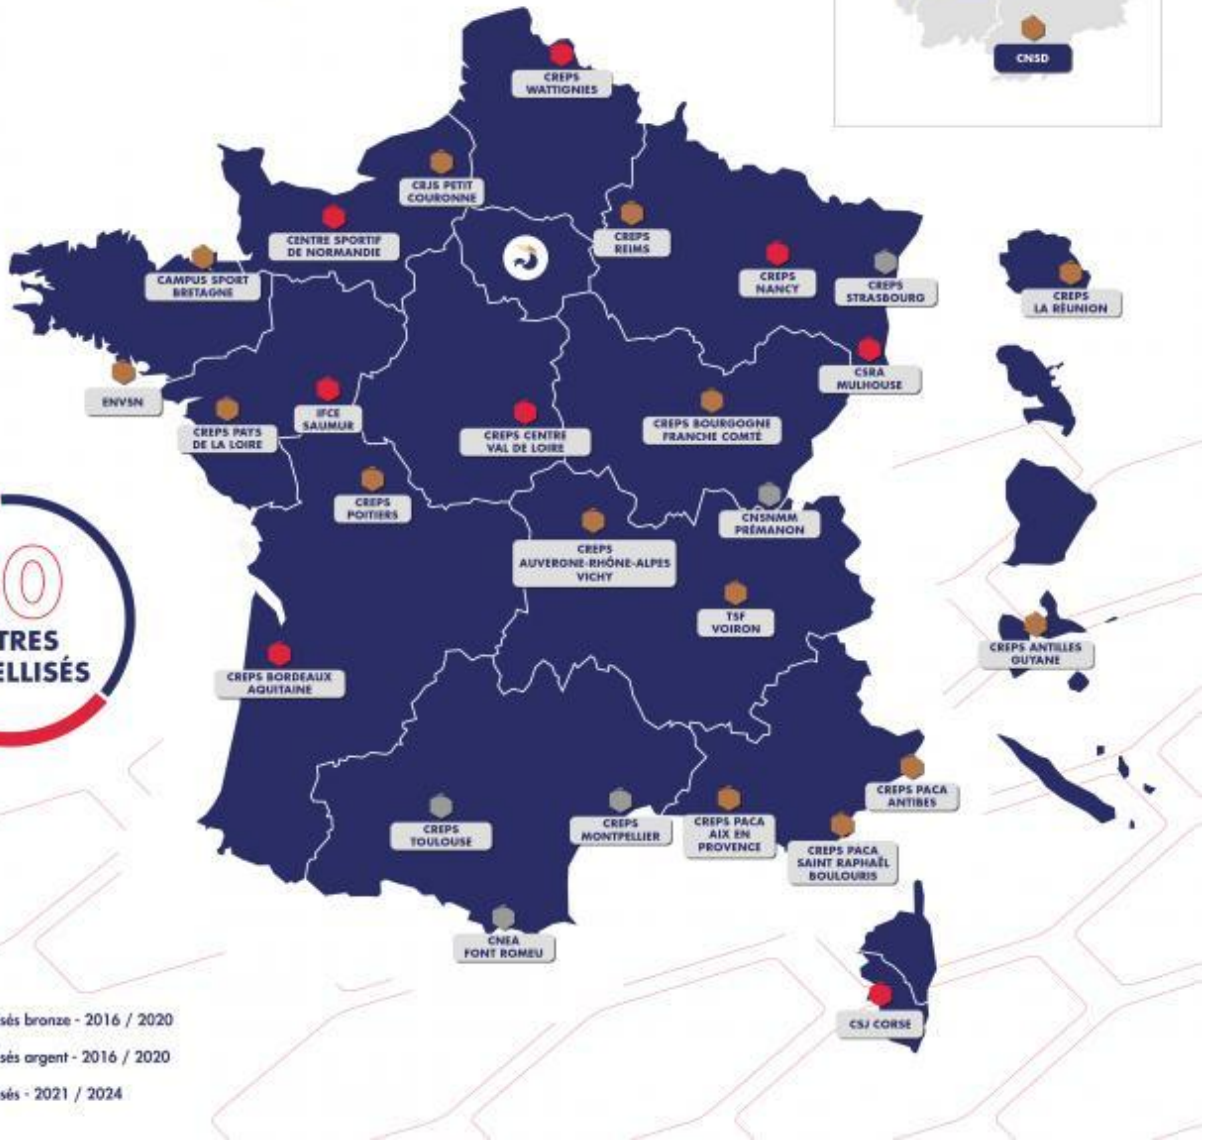 CNSD
CREPS
WATTIGNIES
CRJS PETIT
COURONNE
CENTRE SPORTIF
DE NORMANDIE
CREPS
REIMS
CAMPUS SPORT
BRETAGNE
CREPS
NANCY
CREPS
STRASBOURG
CREPS
LA RÉUNION
CSRA
MULHOUSE
ENVSN
IFCE
SAUMUR
CREPS PAYS
DE LA LOIRE
CREPS CENTRE
VAL DE LOIRE
CREPS BOURGOGNE
FRANCHE COMTÉ
CREPS
POITIERS
CNSNMM
PRÉMANON
CREPS
AUVERGNE-RHÔNE-ALPES
VICHY
TSF
VOIRON
0
TRES
ELLISÉS
CREPS ANTILLES
GUYANE
CREPS BORDEAUX
AQUITAINE
CREPS PACA
ANTIBES
CREPS
TOULOUSE
CREPS
MONTPELLIER
CREPS PACA
AIX EN
PROVENCE
CREPS PACA
SAINT RAPHAËL
BOULOURIS
CNEA
FONT ROMEU
CSJ CORSE
sés bronze - 2016 / 2020
sés argent - 2016 / 2020
sés - 2021 / 2024